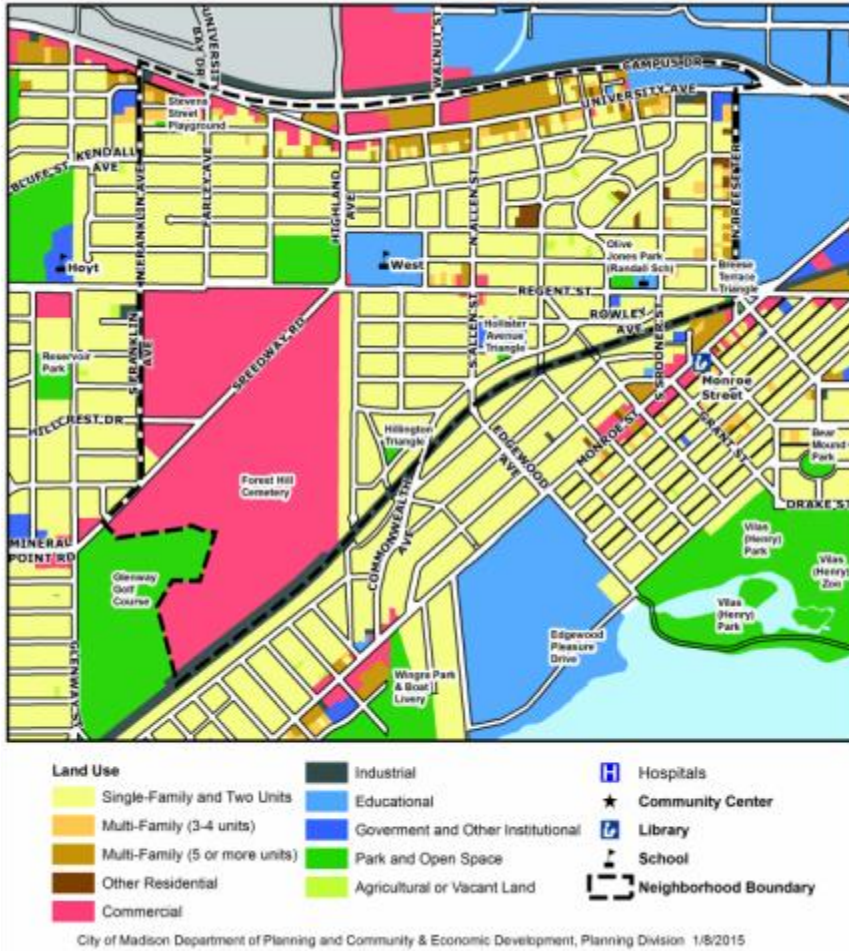 UNIVERSITY
BAY DR
WALNUT ST
CAMPUS DR
UNIVERSITY AVE
Stevens
Street
Playground
KENDALL
AVE
BLUFF ST
N FRANKLIN AVE
FARLEY AVE
HIGHLAND
AVE
N ALLEN ST
N BREESE TER
Hoyt
West
Olive
Jones Park
(Randall Sch)
Breese
Terrace
Triangle
REGENT ST
ROWLEY
AVE
S FRANKLIN
AVE
SPEEDWAY RD
S ALLEN ST
Hollister
Avenue
Triangle
S SPOONER ST
Monroe
Street
Reservoir
Park
HILLCREST DR
Hillington
Triangle
EDGEWOOD
AVE
MONROE ST
GRANT ST
Bear
Mound
Park
Forest Hill
Cemetery
DRAKE ST
MINERAL
POINT RD
COMMONWEALTH
AVE
Vilas
(Henry)
Park
Vilas
(Henry)
Zoo
Glenway
Golf
Course
Vilas
(Henry)
Park
GLENWAY ST
Edgewood
Pleasure
Drive
Wingra Park
& Boat
Livery
Land Use
Single-Family and Two Units
Multi-Family (3-4 units)
Multi-Family (5 or more units)
Other Residential
Commercial
Industrial
Educational
Goverment and Other Institutional
Park and Open Space
Agricultural or Vacant Land
H Hospitals
Community Center
Library
School
Neighborhood Boundary
City of Madison Department of Planning and Community & Economic Development, Planning Division 1/8/2015